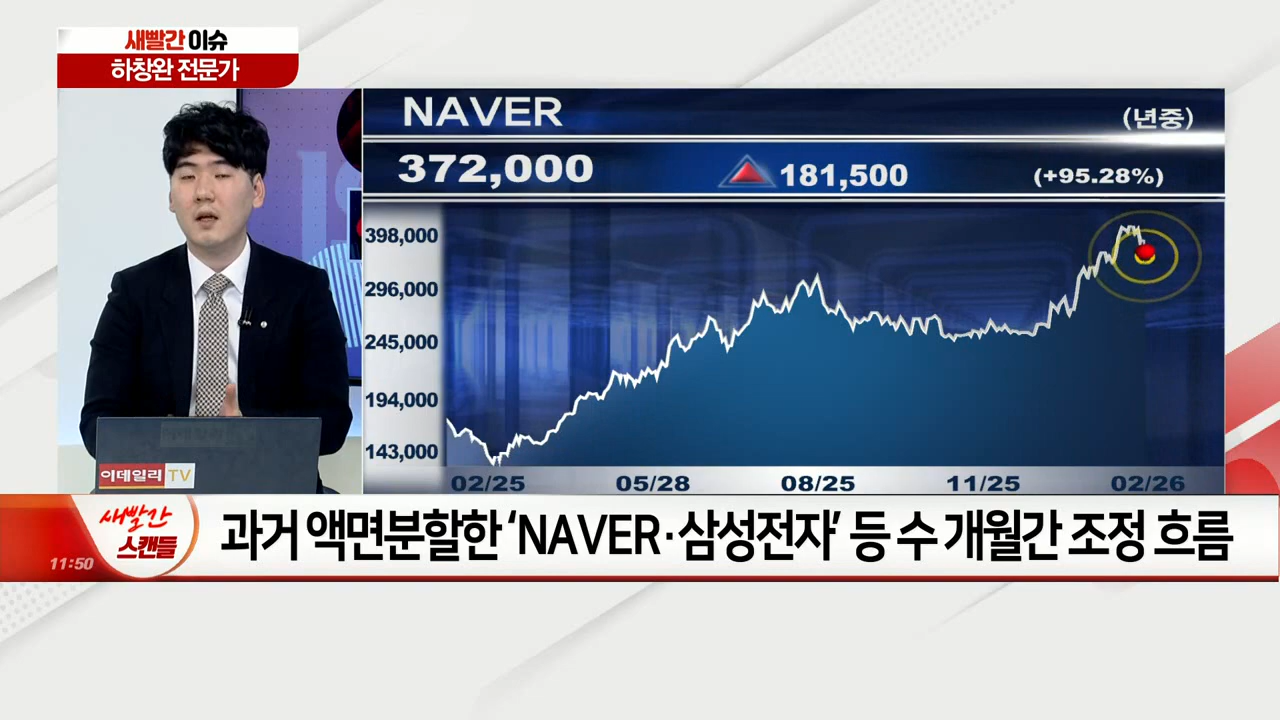 새빨간 이슈
하창완 전문가
NAVER
(년중)
372,000
181,500
(+95.28%)
398,000
296,000
245,000
194,000
143,000
02/25
05/28
08/25
11/25
02/26
이데일리 TV
새빨간
스캔들
11:50
과거 액면분할한 ‘NAVER·삼성전자’ 등 수 개월간 조정 흐름